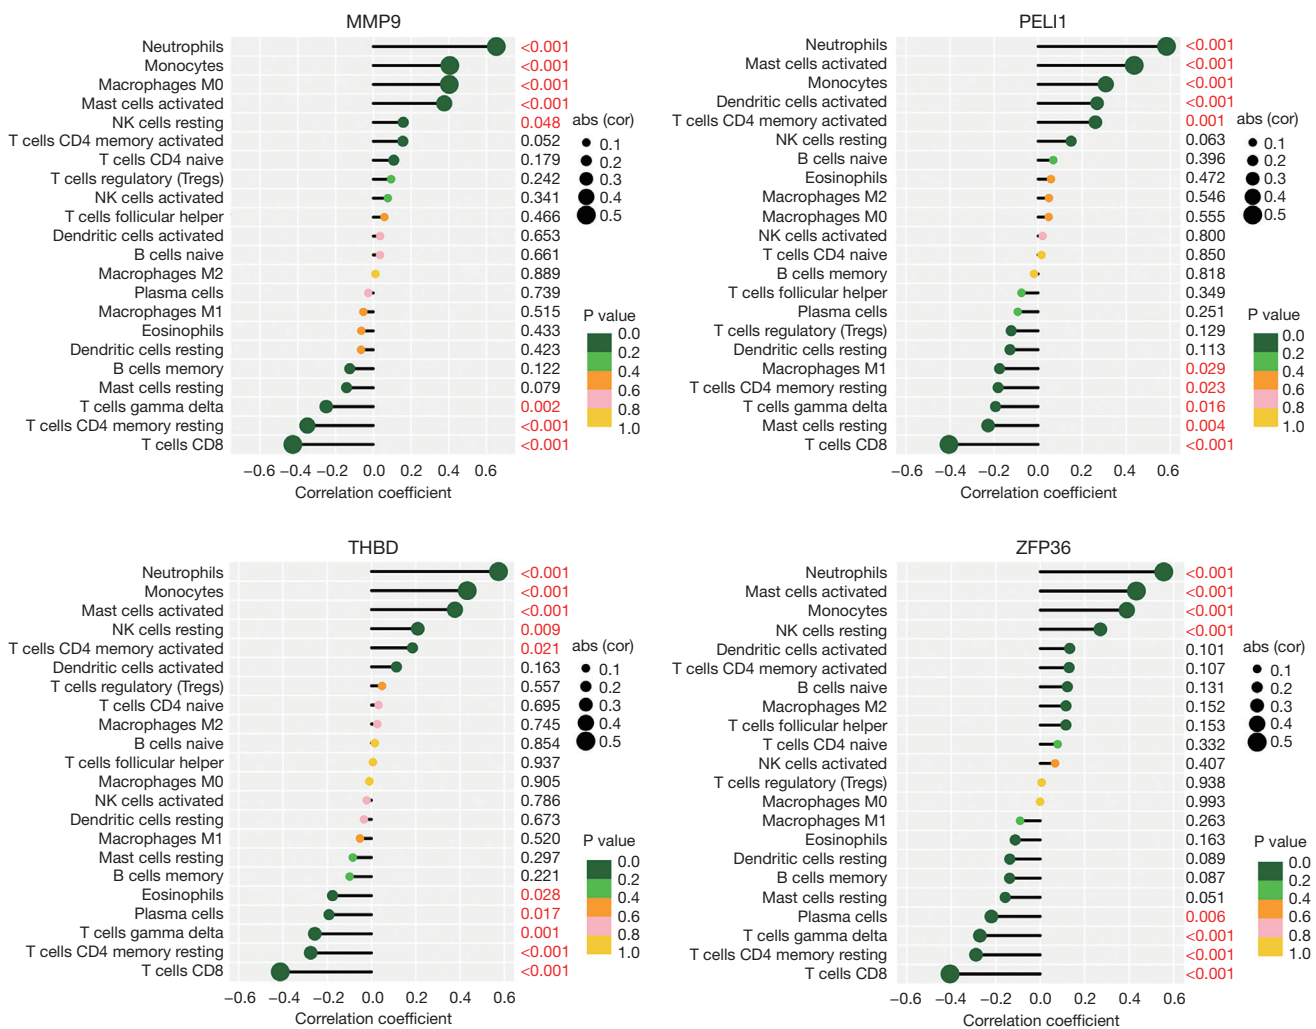 MMP9
Neutrophils <0.001
Monocytes <0.001
Macrophages M0 <0.001
Mast cells activated <0.001
NK cells resting 0.048
T cells CD4 memory activated 0.052
T cells CD4 naive 0.179
T cells regulatory (Tregs) 0.242
NK cells activated 0.341
T cells follicular helper 0.466
Dendritic cells activated 0.653
B cells naive 0.661
Macrophages M2 0.889
Plasma cells 0.739
Macrophages M1 0.515
Eosinophils 0.433
Dendritic cells resting 0.423
B cells memory 0.122
Mast cells resting 0.079
T cells gamma delta 0.002
T cells CD4 memory resting <0.001
T cells CD8 <0.001
−0.6 −0.4 −0.2 0.0 0.2 0.4 0.6
Correlation coefficient
abs (cor)
0.1
0.2
0.3
0.4
0.5
P value
0.0
0.2
0.4
0.6
0.8
1.0
PELI1
Neutrophils <0.001
Mast cells activated <0.001
Monocytes <0.001
Dendritic cells activated <0.001
T cells CD4 memory activated 0.001
NK cells resting 0.063
B cells naive 0.396
Eosinophils 0.472
Macrophages M2 0.546
Macrophages M0 0.555
NK cells activated 0.800
T cells CD4 naive 0.850
B cells memory 0.818
T cells follicular helper 0.349
Plasma cells 0.251
T cells regulatory (Tregs) 0.129
Dendritic cells resting 0.113
Macrophages M1 0.029
T cells CD4 memory resting 0.023
T cells gamma delta 0.016
Mast cells resting 0.004
T cells CD8 <0.001
−0.6 −0.4 −0.2 0.0 0.2 0.4 0.6
Correlation coefficient
abs (cor)
0.1
0.2
0.3
0.4
0.5
P value
0.0
0.2
0.4
0.6
0.8
1.0
THBD
Neutrophils <0.001
Monocytes <0.001
Mast cells activated <0.001
NK cells resting 0.009
T cells CD4 memory activated 0.021
Dendritic cells activated 0.163
T cells regulatory (Tregs) 0.557
T cells CD4 naive 0.695
Macrophages M2 0.745
B cells naive 0.854
T cells follicular helper 0.937
Macrophages M0 0.905
NK cells activated 0.786
Dendritic cells resting 0.673
Macrophages M1 0.520
Mast cells resting 0.297
B cells memory 0.221
Eosinophils 0.028
Plasma cells 0.017
T cells gamma delta 0.001
T cells CD4 memory resting <0.001
T cells CD8 <0.001
−0.6 −0.4 −0.2 0.0 0.2 0.4 0.6
Correlation coefficient
abs (cor)
0.1
0.2
0.3
0.4
0.5
P value
0.0
0.2
0.4
0.6
0.8
1.0
ZFP36
Neutrophils <0.001
Mast cells activated <0.001
Monocytes <0.001
NK cells resting <0.001
Dendritic cells activated 0.101
T cells CD4 memory activated 0.107
B cells naive 0.131
Macrophages M2 0.152
T cells follicular helper 0.153
T cells CD4 naive 0.332
NK cells activated 0.407
T cells regulatory (Tregs) 0.938
Macrophages M0 0.993
Macrophages M1 0.263
Eosinophils 0.163
Dendritic cells resting 0.089
B cells memory 0.087
Mast cells resting 0.051
Plasma cells 0.006
T cells gamma delta <0.001
T cells CD4 memory resting <0.001
T cells CD8 <0.001
−0.6 −0.4 −0.2 0.0 0.2 0.4 0.6
Correlation coefficient
abs (cor)
0.1
0.2
0.3
0.4
0.5
P value
0.0
0.2
0.4
0.6
0.8
1.0